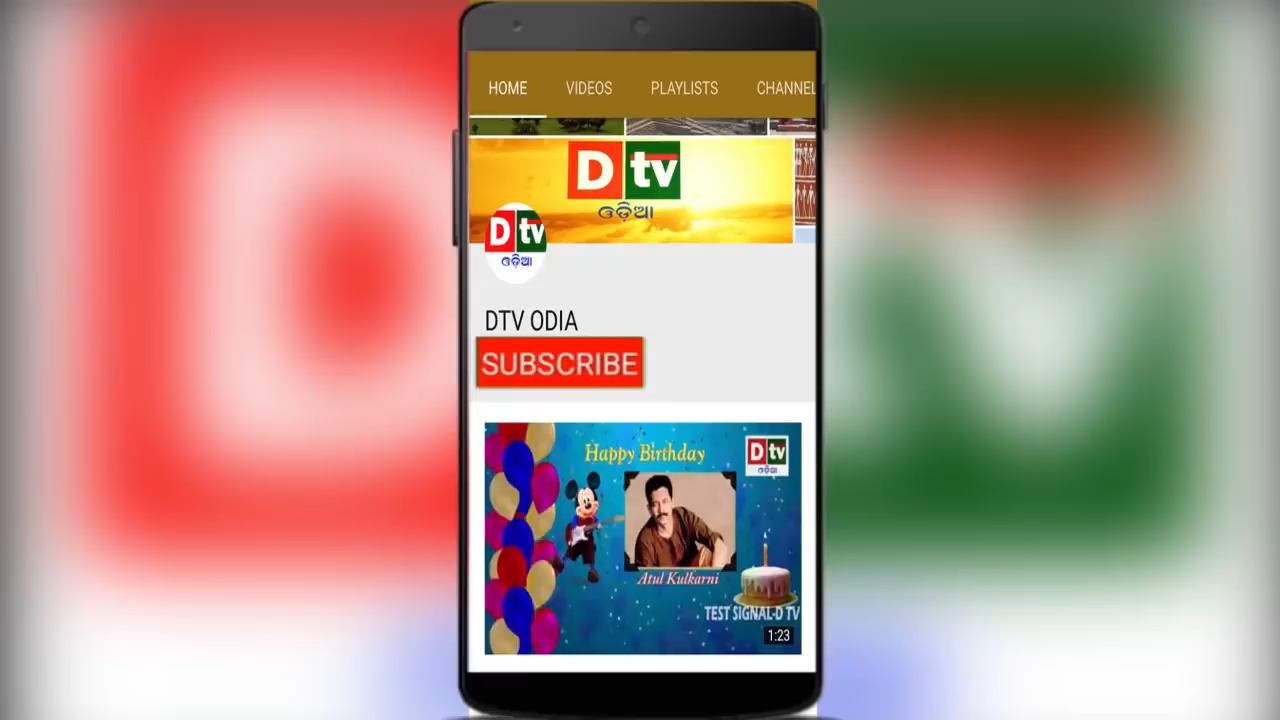 HOME VIDEOS PLAYLISTS CHANNEL
D tv
ଓଡ଼ିଆ
D tv
ଓଡ଼ିଆ
DTV ODIA
SUBSCRIBE
Happy Birthday
D tv
ଓଡ଼ିଆ
Atul Kulkarni
TEST SIGNAL-D TV
1:23